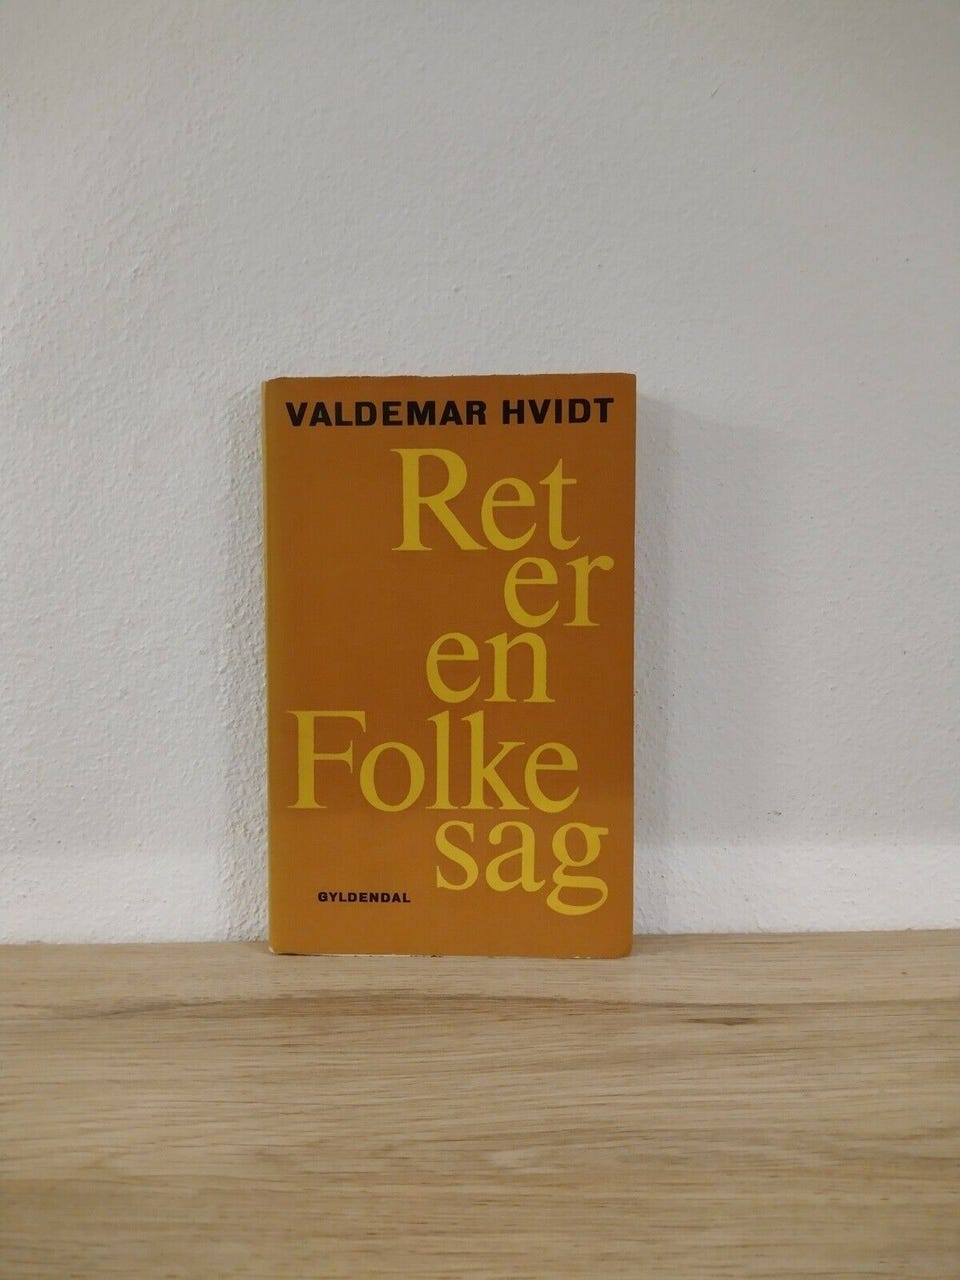 VALDEMAR HVIDT
Ret
er
en
Folke
sag
GYLDENDAL